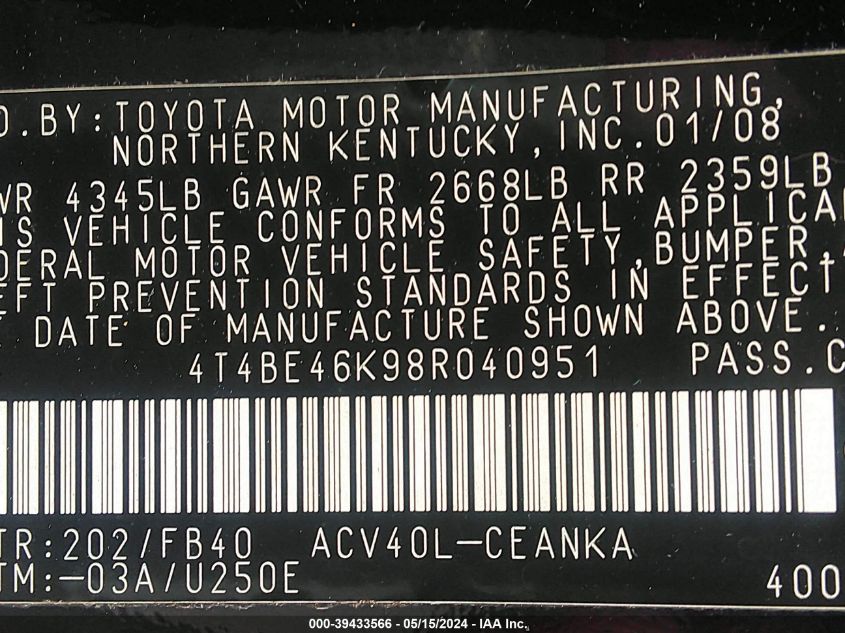 D.BY:TOYOTA MOTOR MANUFACTURING,
NORTHERN KENTUCKY,INC.01/08
WR 4345LB GAWR FR 2668LB RR 2359LB
IS VEHICLE CONFORMS TO ALL APPLICA
DERAL MOTOR VEHICLE SAFETY,BUMPER,
EFT PREVENTION STANDARDS IN EFFECT
E DATE OF MANUFACTURE SHOWN ABOVE.
4T4BE46K98R040951 PASS.C
TR:202/FB40 ACV40L-CEANKA
TM:-03A/U250E 400
000-39433566 - 05/15/2024 - IAA Inc.